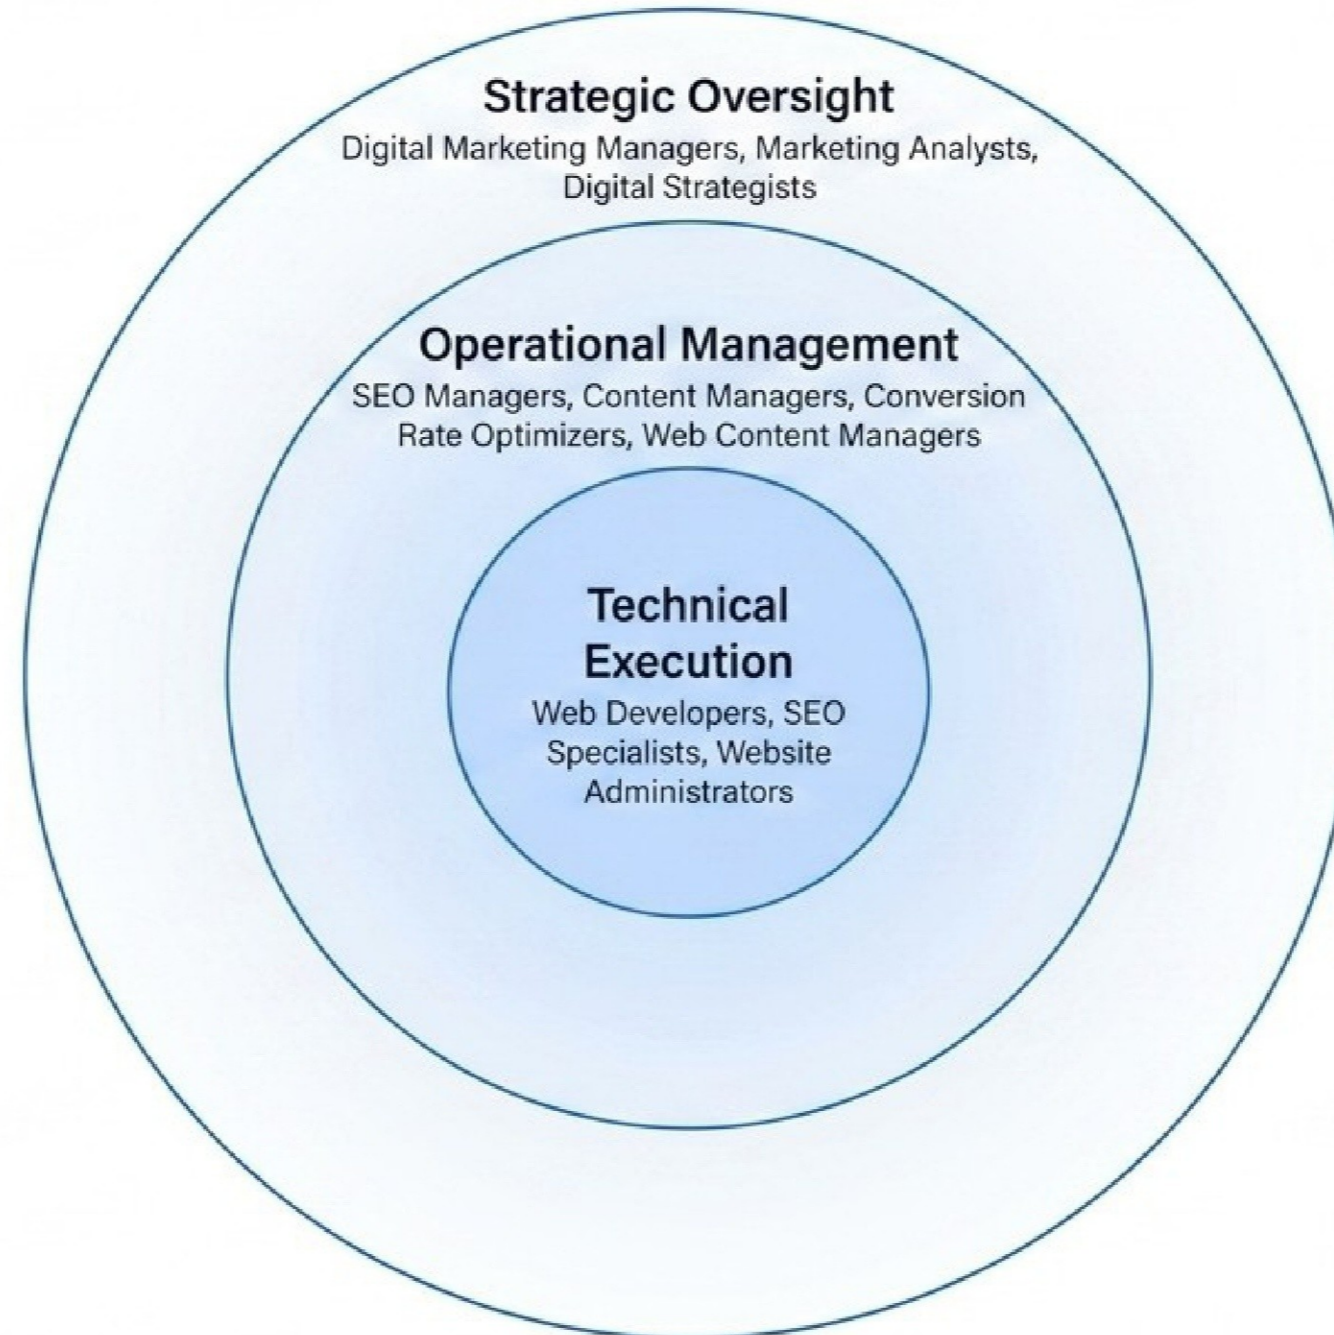 Strategic Oversight
Digital Marketing Managers, Marketing Analysts,
Digital Strategists
Operational Management
SEO Managers, Content Managers, Conversion
Rate Optimizers, Web Content Managers
Technical
Execution
Web Developers, SEO
Specialists, Website
Administrators